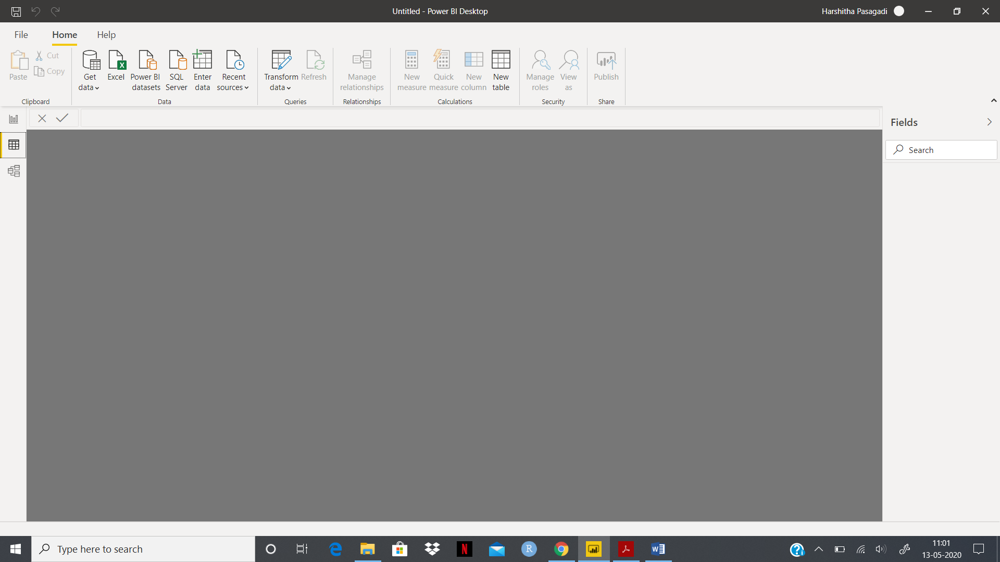 Untitled - Power BI Desktop
Harshitha Pasagadi
File Home Help
Paste
Cut
Copy
Clipboard
Get data
Excel
Power BI datasets
SQL Server
Enter data
Recent sources
Data
Transform data
Refresh
Queries
Manage relationships
Relationships
New measure
Quick measure
New column
New table
Calculations
Manage roles
View as
Security
Publish
Share
Fields
Search
Type here to search
11:01
13-05-2020